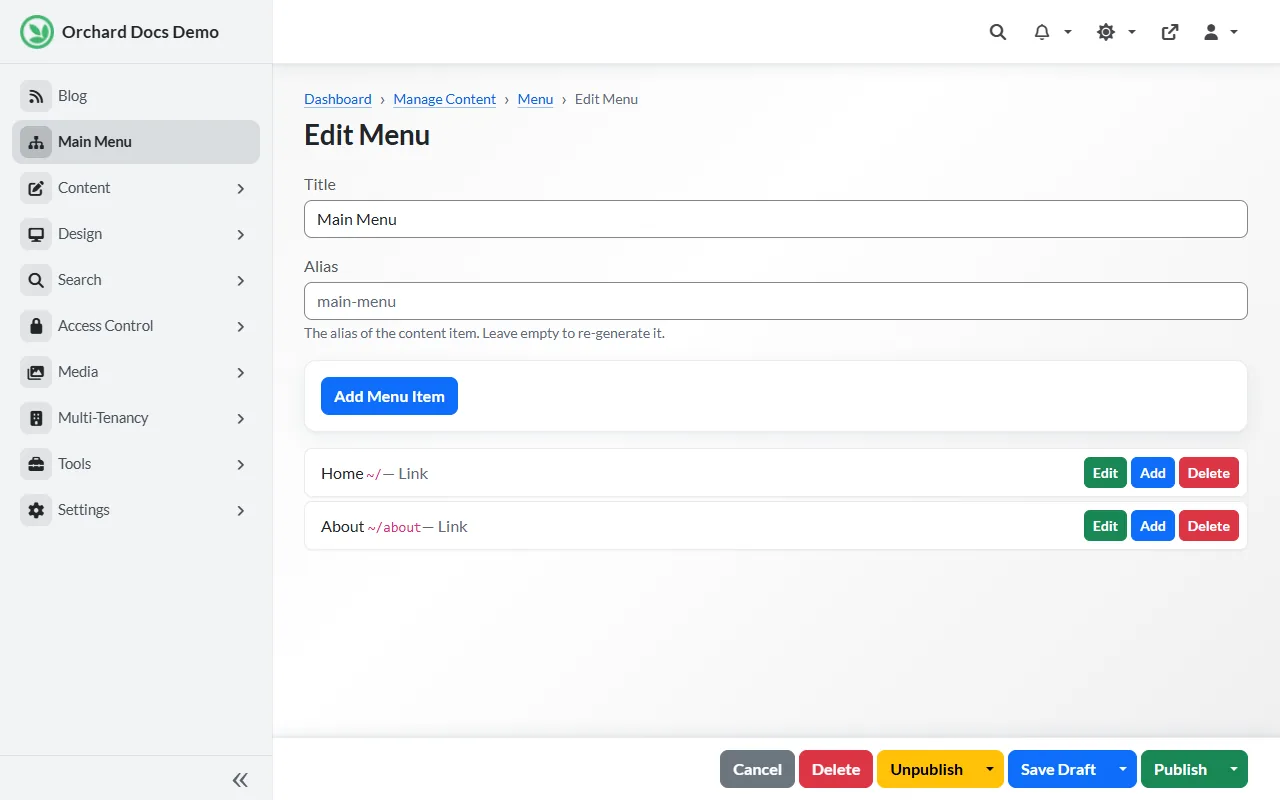 Orchard Docs Demo
Blog
Main Menu
Content
Design
Search
Access Control
Media
Multi-Tenancy
Tools
Settings
Dashboard › Manage Content › Menu › Edit Menu
Edit Menu
Title
Main Menu
Alias
main-menu
The alias of the content item. Leave empty to re-generate it.
Add Menu Item
Home ~/ — Link Edit Add Delete
About ~/about — Link Edit Add Delete
Cancel Delete Unpublish Save Draft Publish